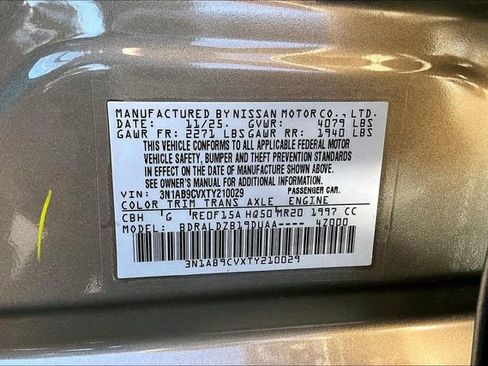 MANUFACTURED BY NISSAN MOTOR CO., LTD.
DATE: 11/25. GVWR: 4079 LBS
GAWR FR: 2271 LBS GAWR RR: 1940 LBS
THIS VEHICLE CONFORMS TO ALL APPLICABLE FEDERAL MOTOR
VEHICLE SAFETY, BUMPER AND THEFT PREVENTION STANDARDS
IN EFFECT ON THE DATE OF MANUFACTURE SHOWN ABOVE.
SEE OWNER'S MANUAL FOR ADDITIONAL INFORMATION.
VIN: 3N1AB9CVXTY210029 PASSENGER CAR.
COLOR TRIM TRANS AXLE ENGINE
CBH G RE0F15A HQ50 MR20 1997 CC
MODEL: BDRALDZB19DUAA---- 4Z000
3N1AB9CVXTY210029